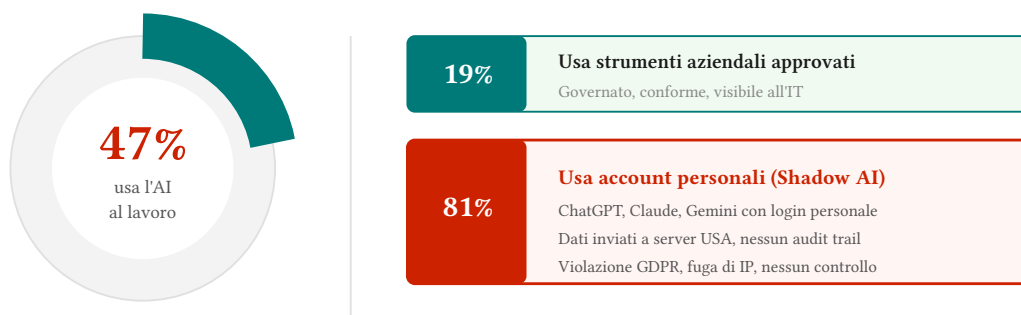 47%
usa l'AI
al lavoro
19%
Usa strumenti aziendali approvati
Governato, conforme, visibile all'IT
81%
Usa account personali (Shadow AI)
ChatGPT, Claude, Gemini con login personale
Dati inviati a server USA, nessun audit trail
Violazione GDPR, fuga di IP, nessun controllo